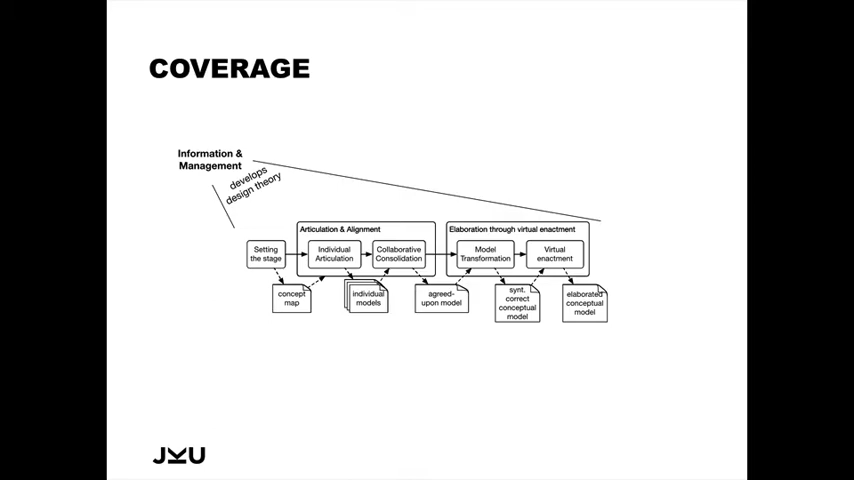 COVERAGE
Information &
Management
develops
design theory
Articulation & Alignment
Elaboration through virtual enactment
Setting
the stage
Individual
Articulation
Collaborative
Consolidation
Model
Transformation
Virtual
enactment
concept
map
individual
models
agreed-
upon model
synt.
correct
conceptual
model
elaborated
conceptual
model
JKU